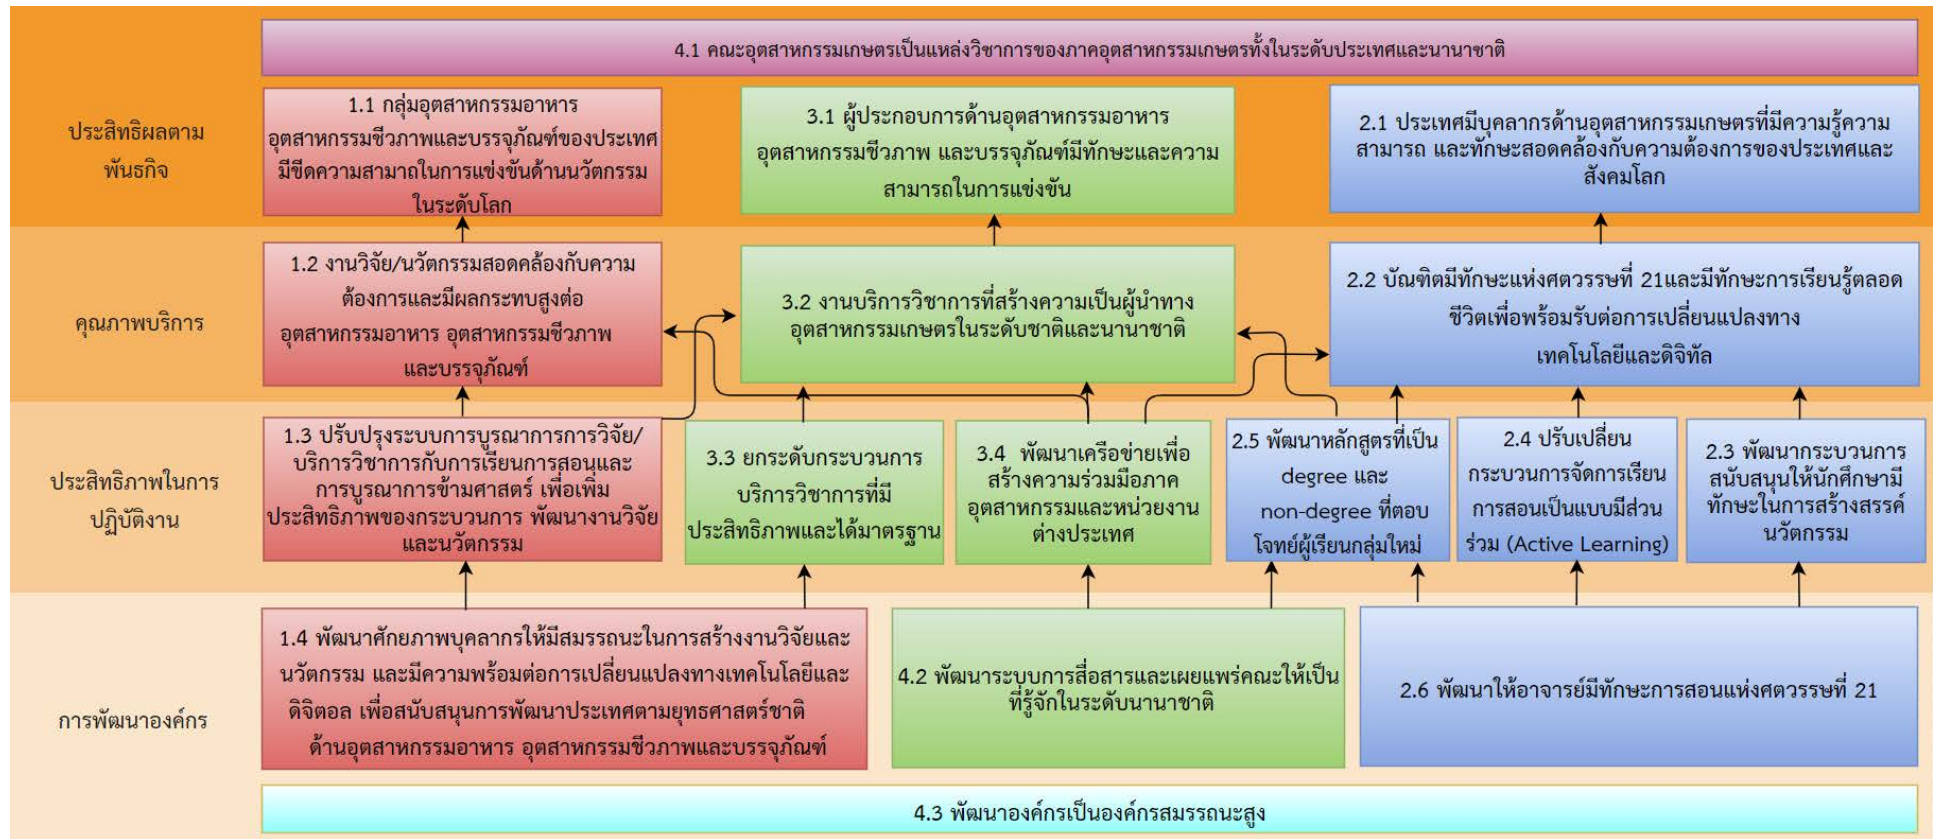 4.1 คณะอุตสาหกรรมเกษตรเป็นแหล่งวิชาการของภาคอุตสาหกรรมเกษตรทั้งในระดับประเทศและนานาชาติ
ประสิทธิผลตาม
พันธกิจ
1.1 กลุ่มอุตสาหกรรมอาหาร
อุตสาหกรรมชีวภาพและบรรจุภัณฑ์ของประเทศ
มีขีดความสามาถในการแข่งขันด้านนวัตกรรม
ในระดับโลก
3.1 ผู้ประกอบการด้านอุตสาหกรรมอาหาร
อุตสาหกรรมชีวภาพ และบรรจุภัณฑ์มีทักษะและความ
สามารถในการแข่งขัน
2.1 ประเทศมีบุคลากรด้านอุตสาหกรรมเกษตรที่มีความรู้ความ
สามารถ และทักษะสอดคล้องกับความต้องการของประเทศและ
สังคมโลก
คุณภาพบริการ
1.2 งานวิจัย/นวัตกรรมสอดคล้องกับความ
ต้องการและมีผลกระทบสูงต่อ
อุตสาหกรรมอาหาร อุตสาหกรรมชีวภาพ
และบรรจุภัณฑ์
3.2 งานบริการวิชาการที่สร้างความเป็นผู้นำทาง
อุตสาหกรรมเกษตรในระดับชาติและนานาชาติ
2.2 บัณฑิตมีทักษะแห่งศตวรรษที่ 21และมีทักษะการเรียนรู้ตลอด
ชีวิตเพื่อพร้อมรับต่อการเปลี่ยนแปลงทาง
เทคโนโลยีและดิจิทัล
ประสิทธิภาพในการ
ปฏิบัติงาน
1.3 ปรับปรุงระบบการบูรณาการการวิจัย/
บริการวิชาการกับการเรียนการสอนและ
การบูรณาการข้ามศาสตร์ เพื่อเพิ่ม
ประสิทธิภาพของกระบวนการ พัฒนางานวิจัย
และนวัตกรรม
3.3 ยกระดับกระบวนการ
บริการวิชาการที่มี
ประสิทธิภาพและได้มาตรฐาน
3.4 พัฒนาเครือข่ายเพื่อ
สร้างความร่วมมือภาค
อุตสาหกรรมและหน่วยงาน
ต่างประเทศ
2.5 พัฒนาหลักสูตรที่เป็น
degree และ
non-degree ที่ตอบ
โจทย์ผู้เรียนกลุ่มใหม่
2.4 ปรับเปลี่ยน
กระบวนการจัดการเรียน
การสอนเป็นแบบมีส่วน
ร่วม (Active Learning)
2.3 พัฒนากระบวนการ
สนับสนุนให้นักศึกษามี
ทักษะในการสร้างสรรค์
นวัตกรรม
การพัฒนาองค์กร
1.4 พัฒนาศักยภาพบุคลากรให้มีสมรรถนะในการสร้างงานวิจัยและ
นวัตกรรม และมีความพร้อมต่อการเปลี่ยนแปลงทางเทคโนโลยีและ
ดิจิตอล เพื่อสนับสนุนการพัฒนาประเทศตามยุทธศาสตร์ชาติ
ด้านอุตสาหกรรมอาหาร อุตสาหกรรมชีวภาพและบรรจุภัณฑ์
4.2 พัฒนาระบบการสื่อสารและเผยแพร่คณะให้เป็น
ที่รู้จักในระดับนานาชาติ
2.6 พัฒนาให้อาจารย์มีทักษะการสอนแห่งศตวรรษที่ 21
4.3 พัฒนาองค์กรเป็นองค์กรสมรรถนะสูง